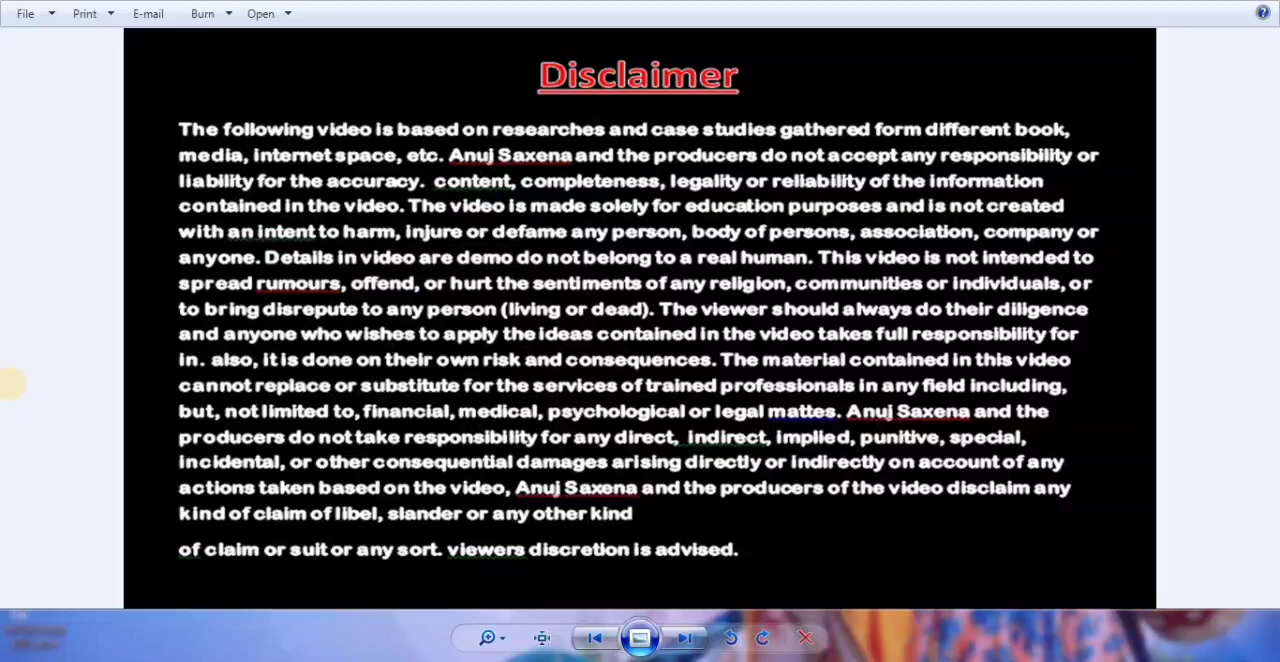 File Print E-mail Burn Open
Disclaimer
The following video is based on researches and case studies gathered form different book,
media, internet space, etc. Anuj Saxena and the producers do not accept any responsibility or
liability for the accuracy. content, completeness, legality or reliability of the information
contained in the video. The video is made solely for education purposes and is not created
with an intent to harm, injure or defame any person, body of persons, association, company or
anyone. Details in video are demo do not belong to a real human. This video is not intended to
spread rumours, offend, or hurt the sentiments of any religion, communities or individuals, or
to bring disrepute to any person (living or dead). The viewer should always do their diligence
and anyone who wishes to apply the ideas contained in the video takes full responsibility for
in. also, it is done on their own risk and consequences. The material contained in this video
cannot replace or substitute for the services of trained professionals in any field including,
but, not limited to, financial, medical, psychological or legal mattes. Anuj Saxena and the
producers do not take responsibility for any direct, indirect, implied, punitive, special,
incidental, or other consequential damages arising directly or indirectly on account of any
actions taken based on the video, Anuj Saxena and the producers of the video disclaim any
kind of claim of libel, slander or any other kind
of claim or suit or any sort. viewers discretion is advised.